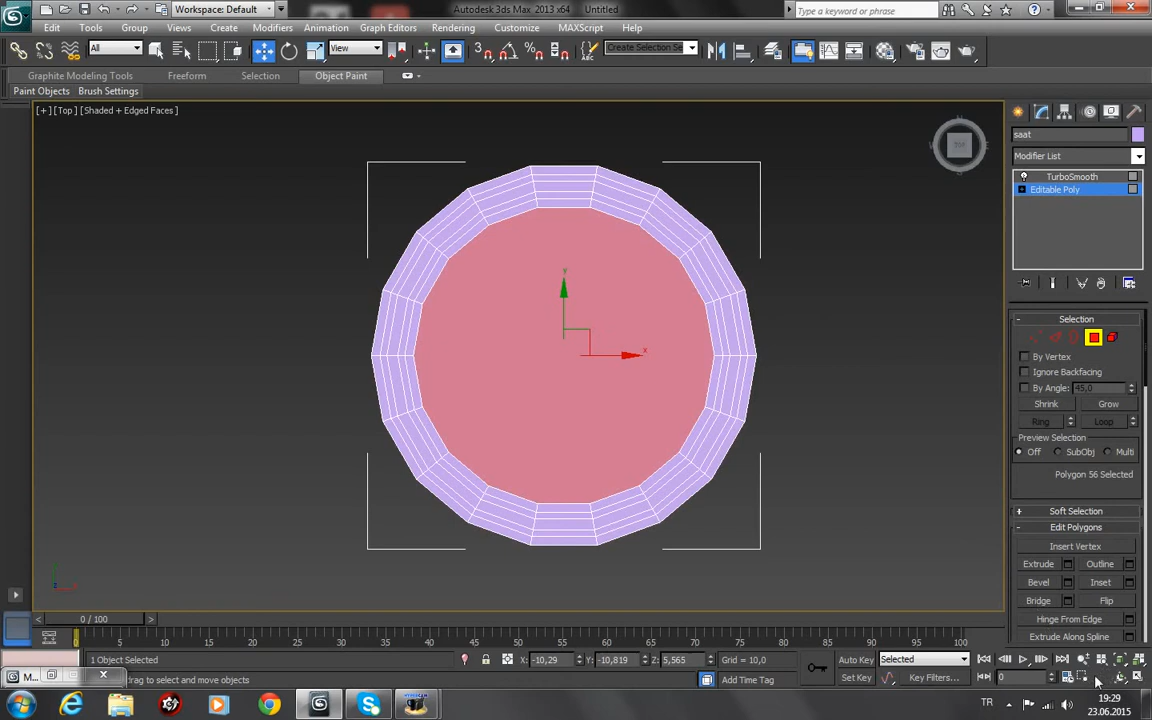 Autodesk 3ds Max 2013 x64 Untitled
Workspace: Default
Type a keyword or phrase
Edit Tools Group Views Create Modifiers Animation Graph Editors Rendering Customize MAXScript Help
All View Create Selection Se
Graphite Modeling Tools Freeform Selection Object Paint
Paint Objects Brush Settings
[+] [Top] [Shaded + Edged Faces]
TOP
saat
Modifier List
TurboSmooth
Editable Poly
Selection
By Vertex
Ignore Backfacing
By Angle: 45,0
Shrink Grow
Ring Loop
Preview Selection
Off SubObj Multi
Polygon 56 Selected
Soft Selection
Edit Polygons
Insert Vertex
Extrude Outline
Bevel Inset
Bridge Flip
Hinge From Edge
Extrude Along Spline
y
x
0 / 100
0 5 10 15 20 25 30 35 40 45 50 55 60 65 70 75 80 85 90 95 100
1 Object Selected X: -10,29 Y: -10,819 Z: 5,565 Grid = 10,0 Auto Key Selected
M... drag to select and move objects Add Time Tag Set Key Key Filters... 0
TR 19:29
23.06.2015